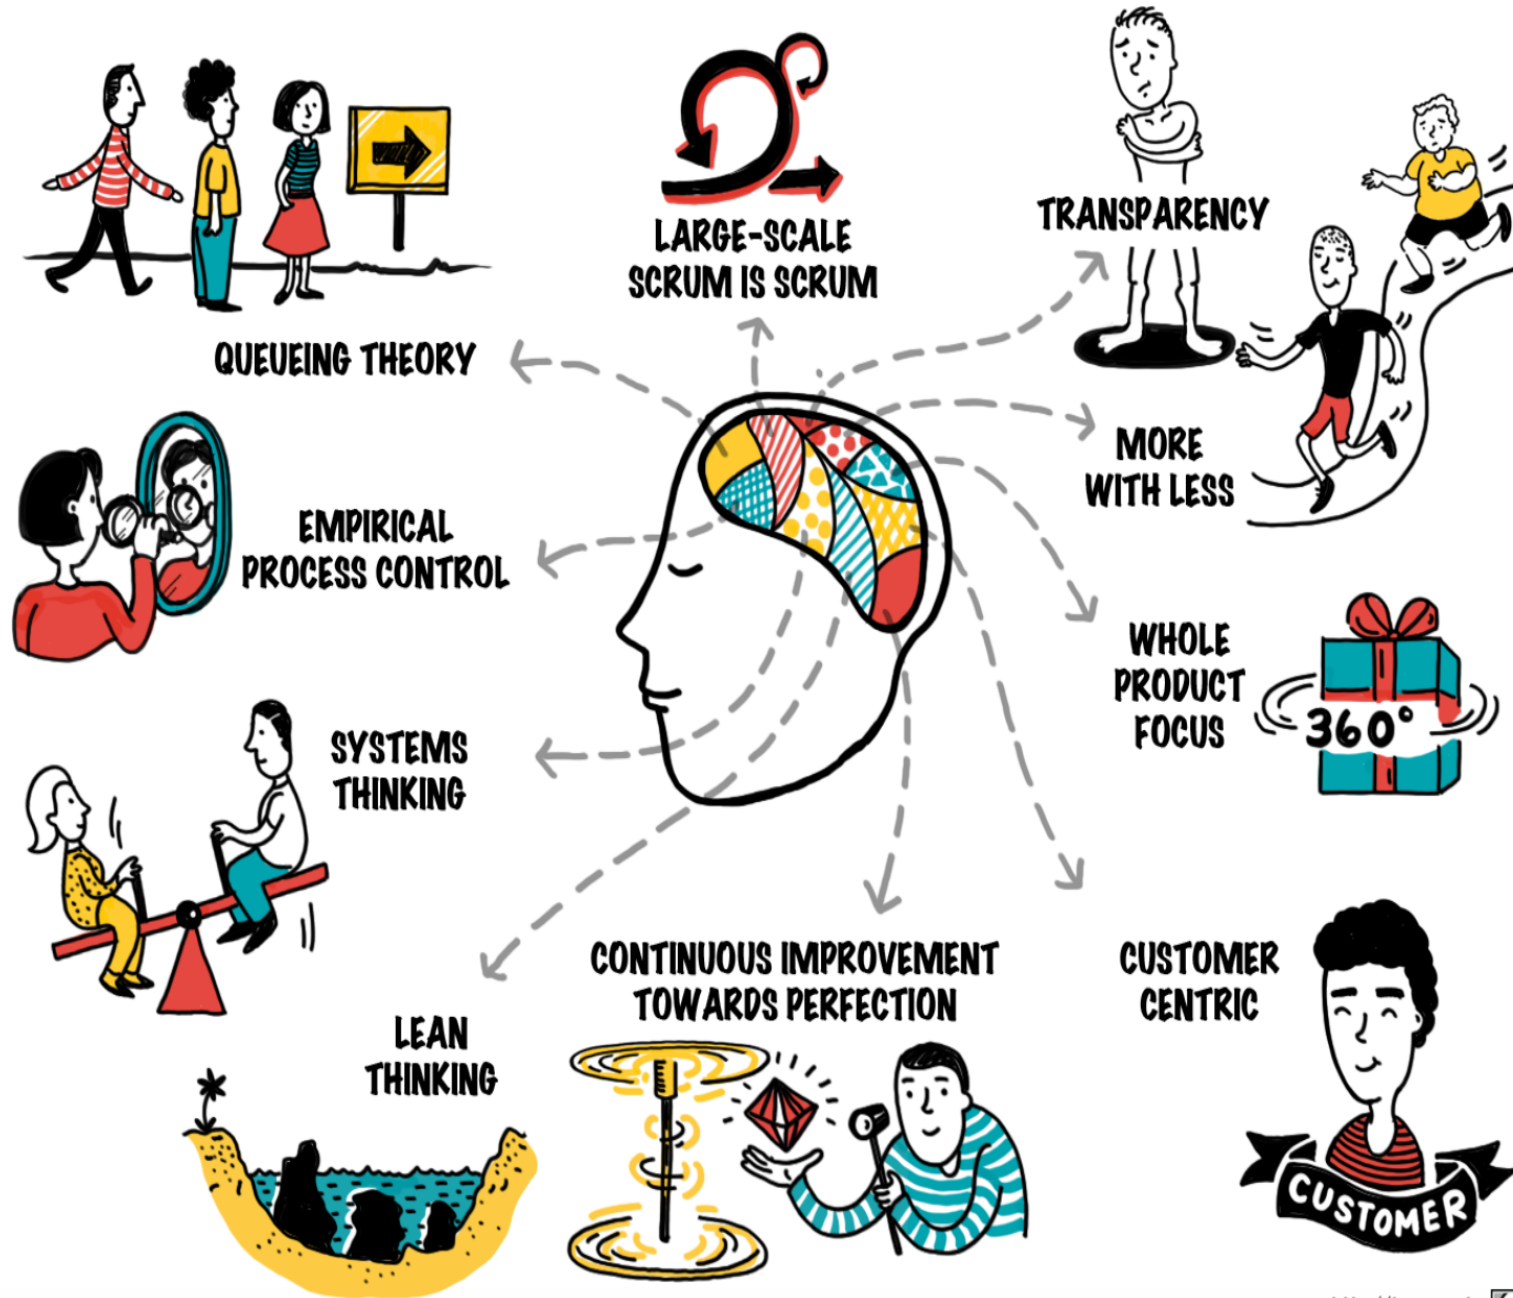 LARGE-SCALE
SCRUM IS SCRUM
TRANSPARENCY
QUEUEING THEORY
MORE
WITH LESS
EMPIRICAL
PROCESS CONTROL
WHOLE
PRODUCT
FOCUS
360°
SYSTEMS
THINKING
CONTINUOUS IMPROVEMENT
TOWARDS PERFECTION
CUSTOMER
CENTRIC
LEAN
THINKING
CUSTOMER